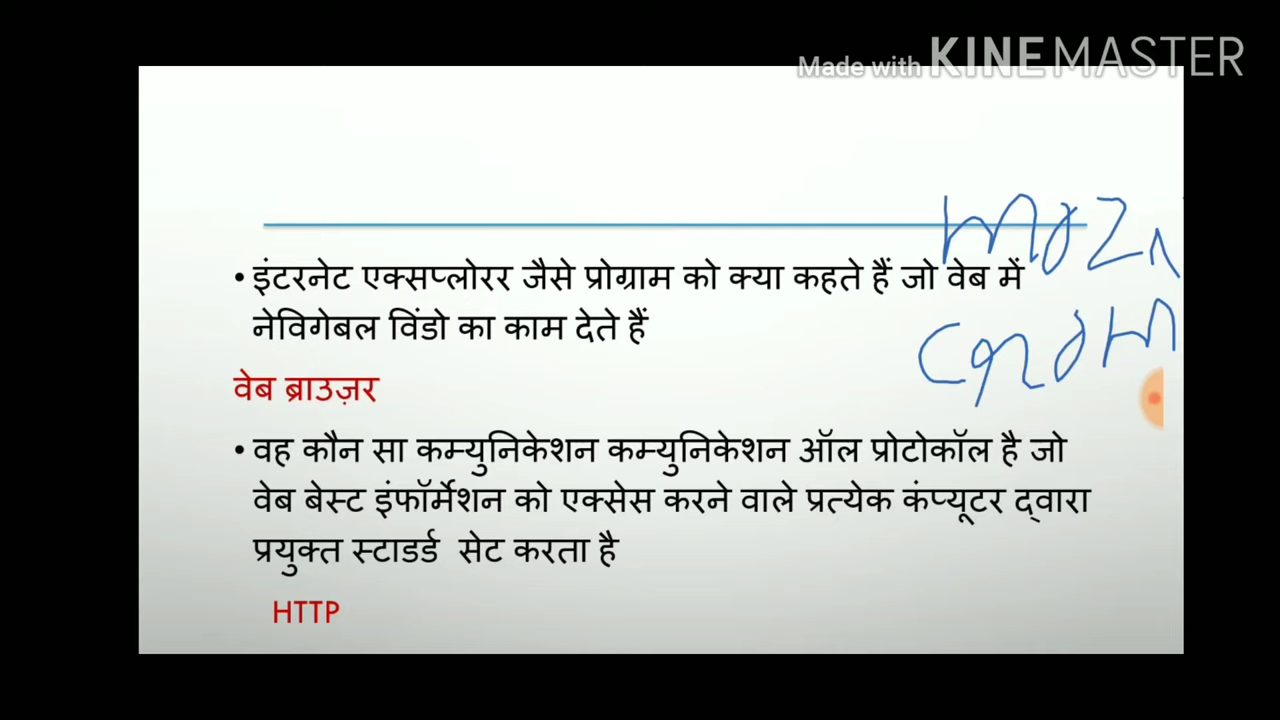 Made with KINEMASTER
• इंटरनेट एक्सप्लोरर जैसे प्रोग्राम को क्या कहते हैं जो वेब में
नेविगेबल विंडो का काम देते हैं
वेब ब्राउज़र
• वह कौन सा कम्युनिकेशन कम्युनिकेशन ऑल प्रोटोकॉल है जो
वेब बेस्ट इंफॉर्मेशन को एक्सेस करने वाले प्रत्येक कंप्यूटर द्वारा
प्रयुक्त स्टाडर्ड सेट करता है
HTTP